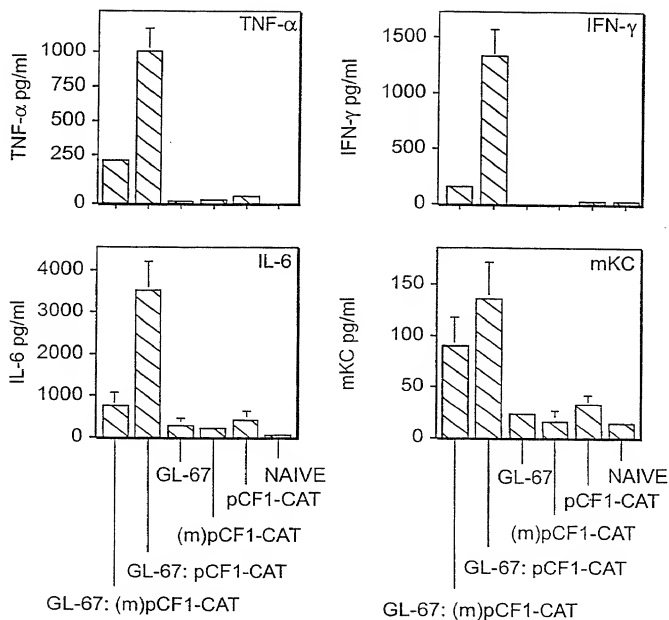 TNF-α
TNF-α pg/ml
1000
750
500
250
0
IFN-γ
IFN-γ pg/ml
1500
1000
500
0
IL-6
IL-6 pg/ml
4000
3000
2000
1000
0
GL-67
NAIVE
pCF1-CAT
(m)pCF1-CAT
GL-67: pCF1-CAT
GL-67: (m)pCF1-CAT
mKC
mKC pg/ml
150
100
50
0
GL-67
NAIVE
pCF1-CAT
(m)pCF1-CAT
GL-67: pCF1-CAT
GL-67: (m)pCF1-CAT